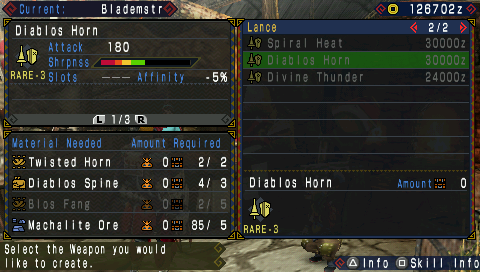 Current: Blademstr
126702z
Diablos Horn
Attack 180
Shrpnss
RARE-3 Slots --- Affinity -5%
L 1/3 R
Material Needed Amount Required
Twisted Horn 0 2/ 2
Diablos Spine 0 4/ 3
Blos Fang 0 2/ 5
Machalite Ore 0 85/ 5
Select the Weapon you would
like to create.
Lance 2/2
Spiral Heat 30000z
Diablos Horn 30000z
Divine Thunder 24000z
Diablos Horn Amount 0
RARE-3
Info Skill Info